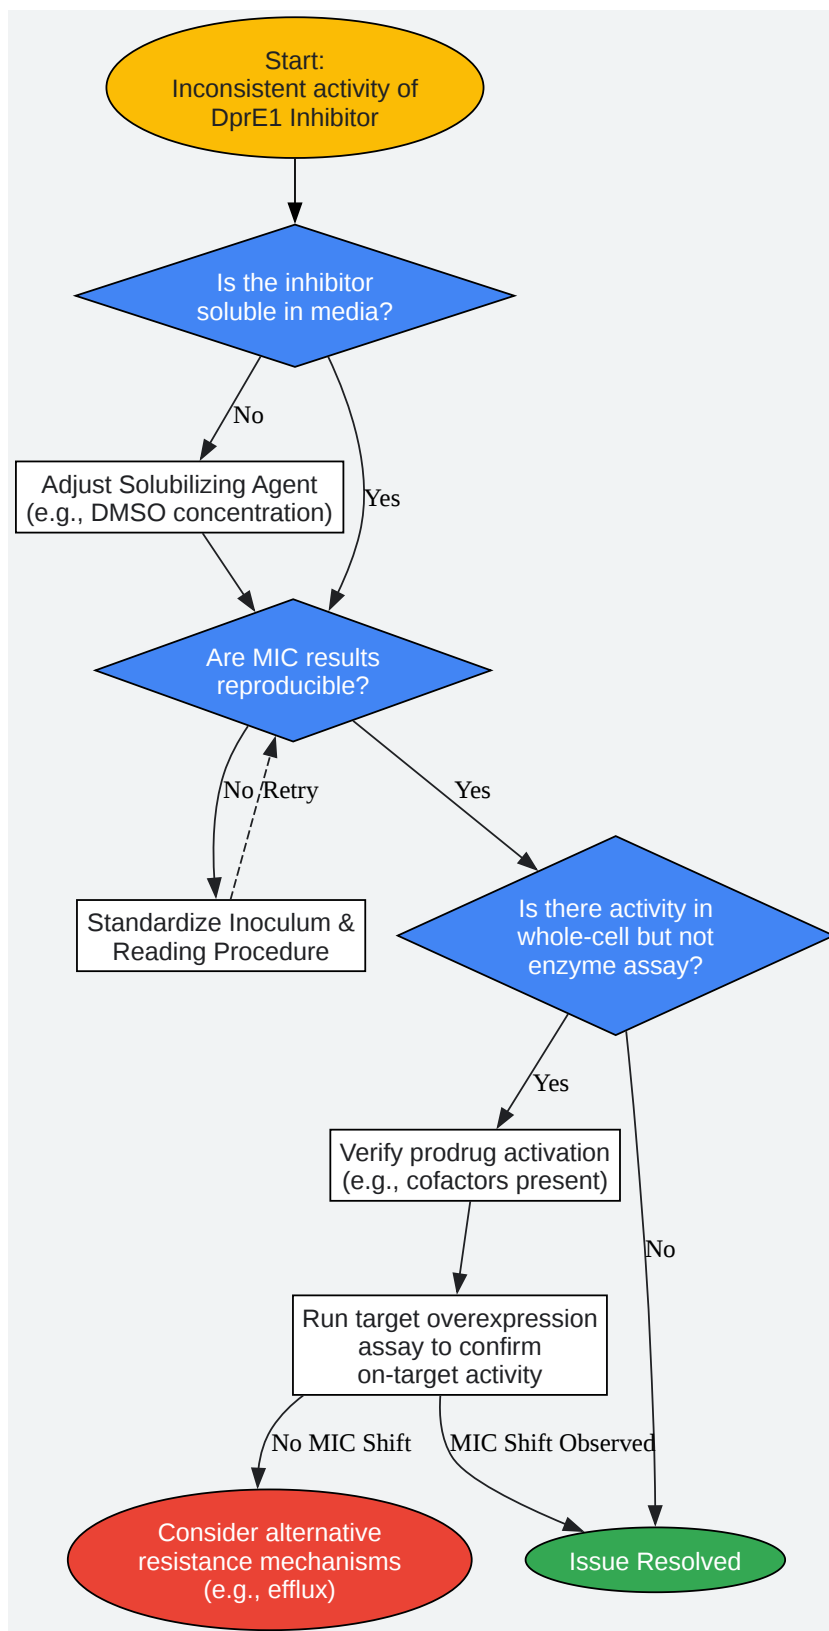 Start:
Inconsistent activity of
DprE1 Inhibitor
Is the inhibitor
soluble in media?
No
Adjust Solubilizing Agent
(e.g., DMSO concentration)
Yes
Are MIC results
reproducible?
No
Retry
Yes
Standardize Inoculum &
Reading Procedure
Is there activity in
whole-cell but not
enzyme assay?
Yes
Verify prodrug activation
(e.g., cofactors present)
No
Run target overexpression
assay to confirm
on-target activity
No MIC Shift
MIC Shift Observed
Consider alternative
resistance mechanisms
(e.g., efflux)
Issue Resolved